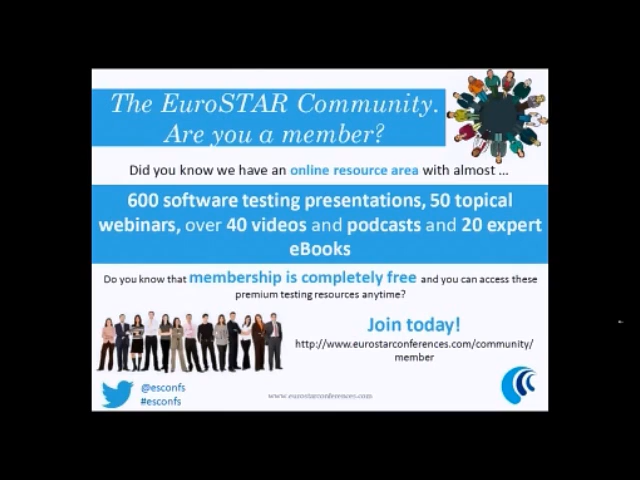 The EuroSTAR Community.
Are you a member?
Did you know we have an online resource area with almost ...
600 software testing presentations, 50 topical
webinars, over 40 videos and podcasts and 20 expert
eBooks
Do you know that membership is completely free and you can access these
premium testing resources anytime?
Join today!
http://www.eurostarconferences.com/community/
member
@esconfs
#esconfs
www.eurostarconferences.com